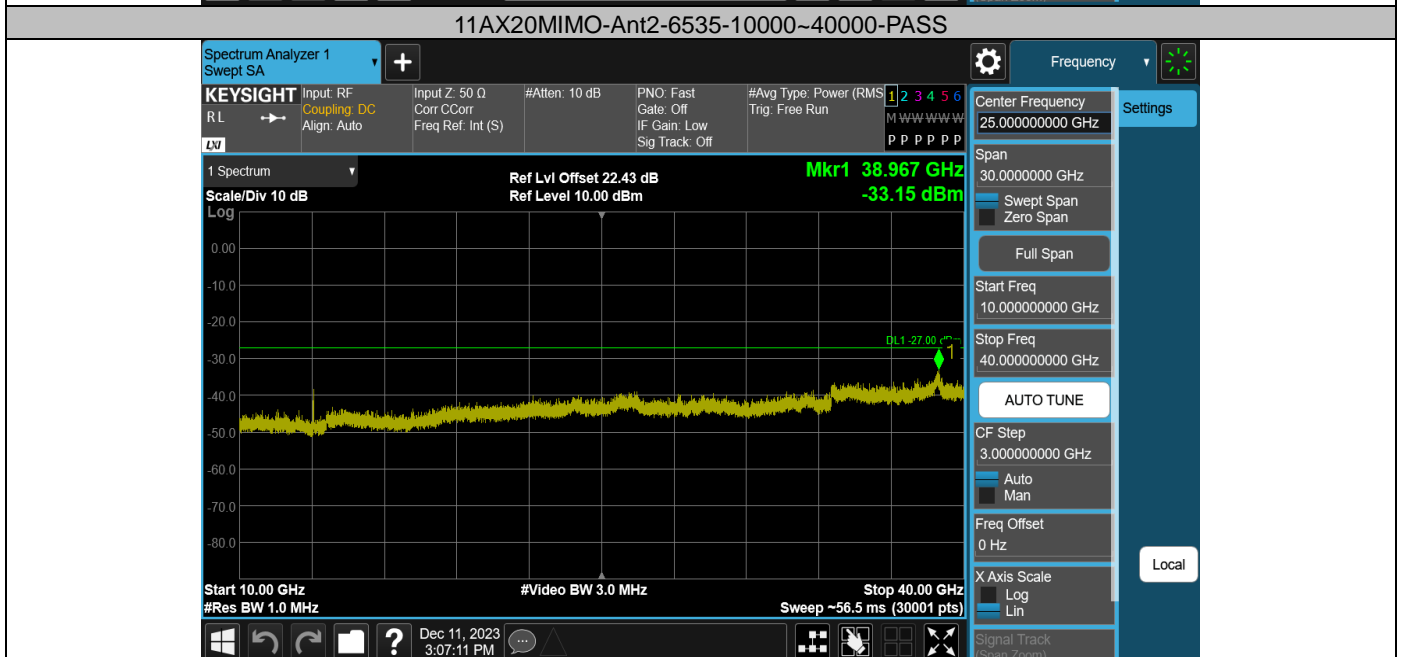 11AX20MIMO-Ant2-6535-10000~40000-PASS
Spectrum Analyzer 1
Swept SA
Frequency
KEYSIGHT
RL
LXI
Input: RF
Coupling: DC
Align: Auto
Input Z: 50 Ω
Corr CCorr
Freq Ref: Int (S)
#Atten: 10 dB
PNO: Fast
Gate: Off
IF Gain: Low
Sig Track: Off
#Avg Type: Power (RMS
Trig: Free Run
1 2 3 4 5 6
M W W W W W
P P P P P P
1 Spectrum
Scale/Div 10 dB
Log
Ref Lvl Offset 22.43 dB
Ref Level 10.00 dBm
Mkr1 38.967 GHz
-33.15 dBm
0.00
-10.0
-20.0
DL1 -27.00
1
-30.0
-40.0
-50.0
-60.0
-70.0
-80.0
Start 10.00 GHz
#Res BW 1.0 MHz
#Video BW 3.0 MHz
Stop 40.00 GHz
Sweep ~56.5 ms (30001 pts)
Dec 11, 2023
3:07:11 PM
Center Frequency
25.000000000 GHz
Settings
Span
30.0000000 GHz
Swept Span
Zero Span
Full Span
Start Freq
10.000000000 GHz
Stop Freq
40.000000000 GHz
AUTO TUNE
CF Step
3.000000000 GHz
Auto
Man
Freq Offset
0 Hz
X Axis Scale
Log
Lin
Local
Signal Track
(Span Zoom)